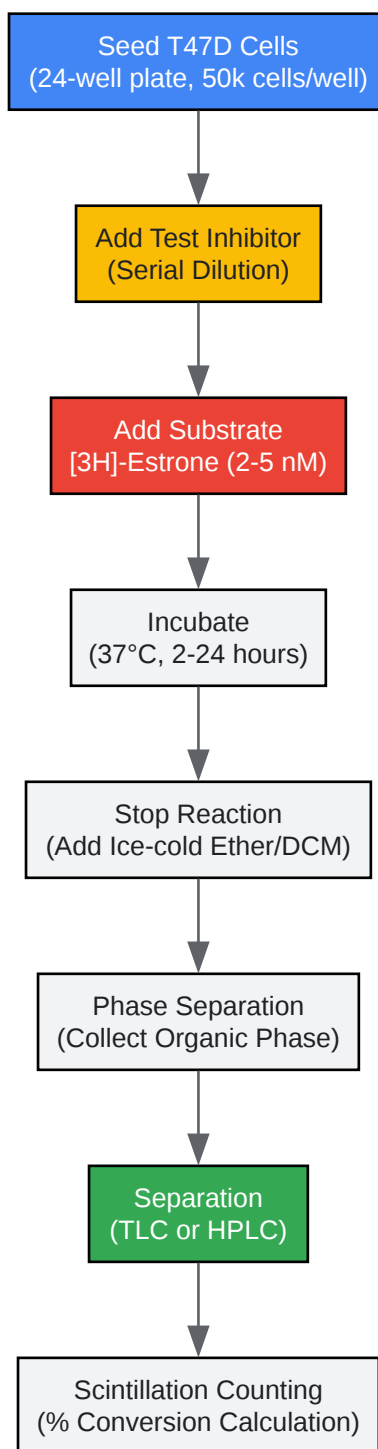 Seed T47D Cells
(24-well plate, 50k cells/well)
Add Test Inhibitor
(Serial Dilution)
Add Substrate
[3H]-Estrone (2-5 nM)
Incubate
(37°C, 2-24 hours)
Stop Reaction
(Add Ice-cold Ether/DCM)
Phase Separation
(Collect Organic Phase)
Separation
(TLC or HPLC)
Scintillation Counting
(% Conversion Calculation)